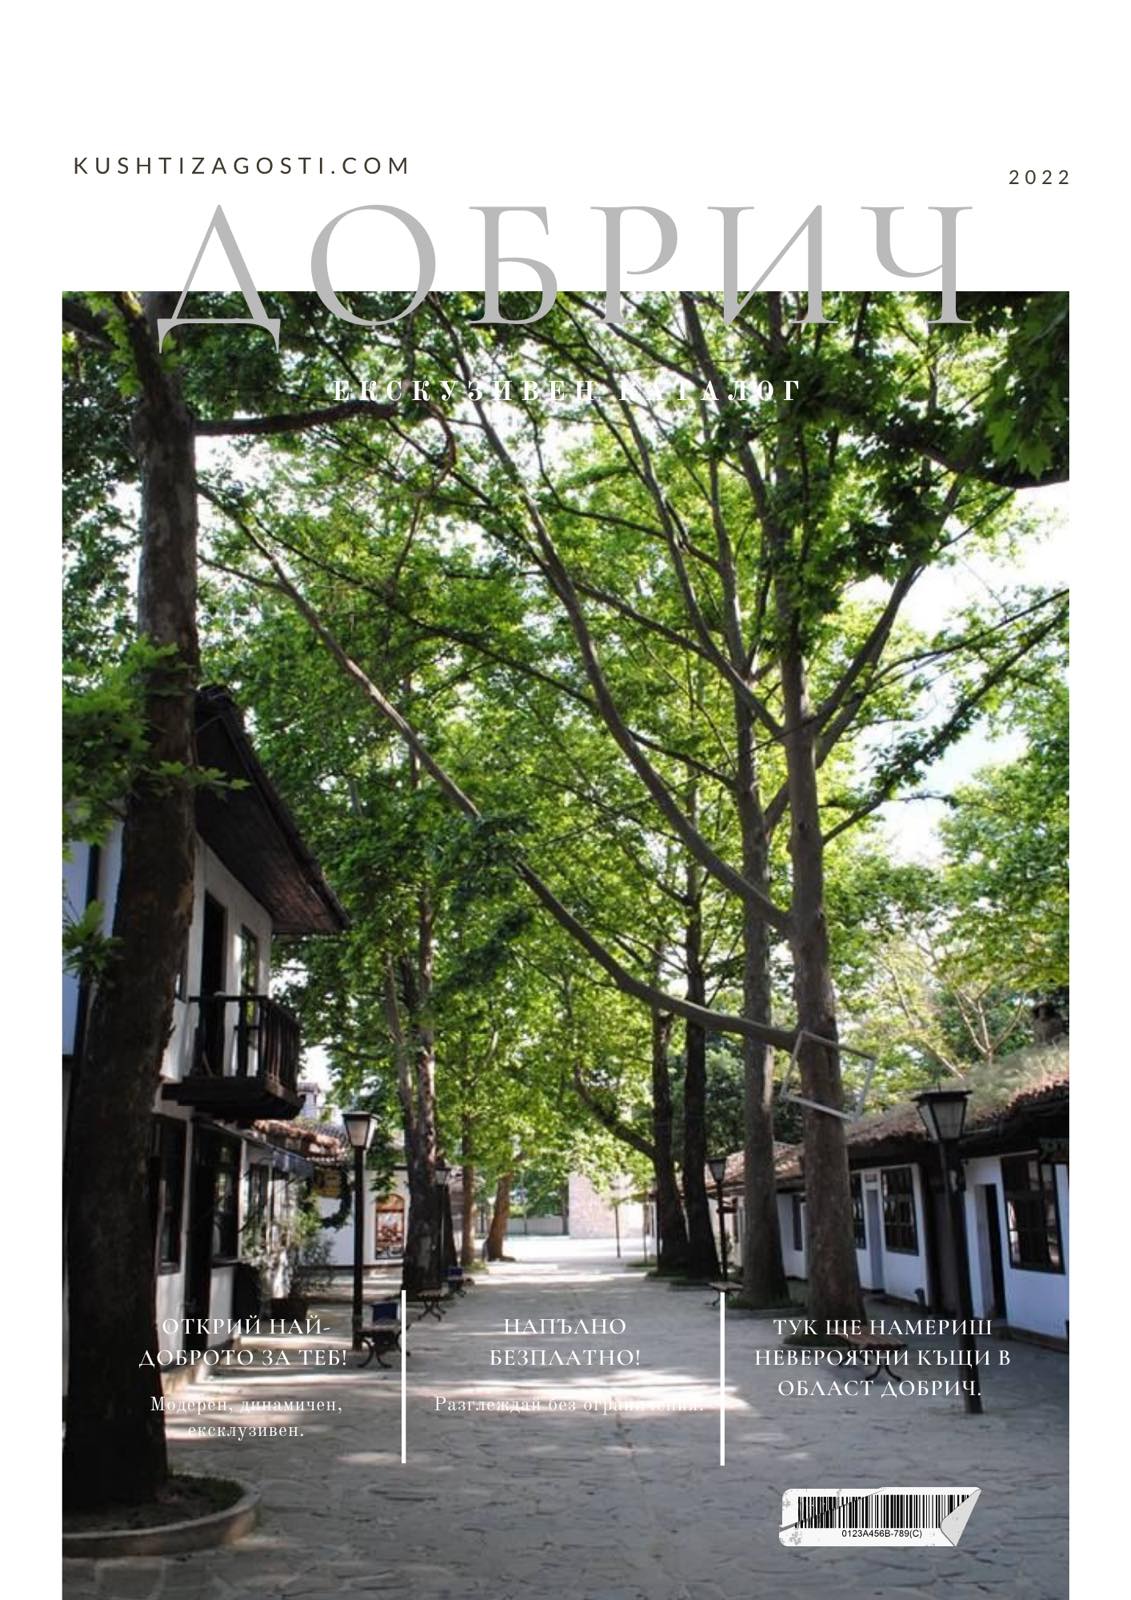 KUSHTIZAGOSTI.COM
2022
ДОБРИЧ
ЕКСКУЗИВЕН КАТАЛОГ
ОТКРИЙ НАЙ-
ДОБРОТО ЗА ТЕБ!
Модерен, динамичен,
ексклузивен.
НАПЪЛНО
БЕЗПЛАТНО!
Разглеждай без ограничения.
ТУК ЩЕ НАМЕРИШ
НЕВЕРОЯТНИ КЪЩИ В
ОБЛАСТ ДОБРИЧ.
0123A456B-789(C)